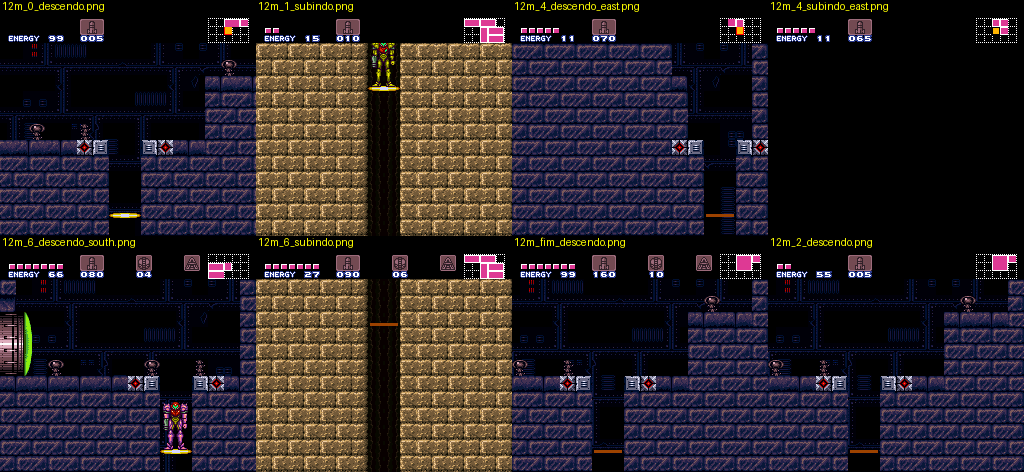 12m_0_descendo.png
ENERGY 99 005
12m_1_subindo.png
ENERGY 15 010
12m_4_descendo_east.png
ENERGY 11 070
12m_4_subindo_east.png
ENERGY 11 065
12m_6_descendo_south.png
ENERGY 66 080 04
12m_6_subindo.png
ENERGY 27 090 06
12m_fim_descendo.png
ENERGY 99 160 10
12m_2_descendo.png
ENERGY 55 005